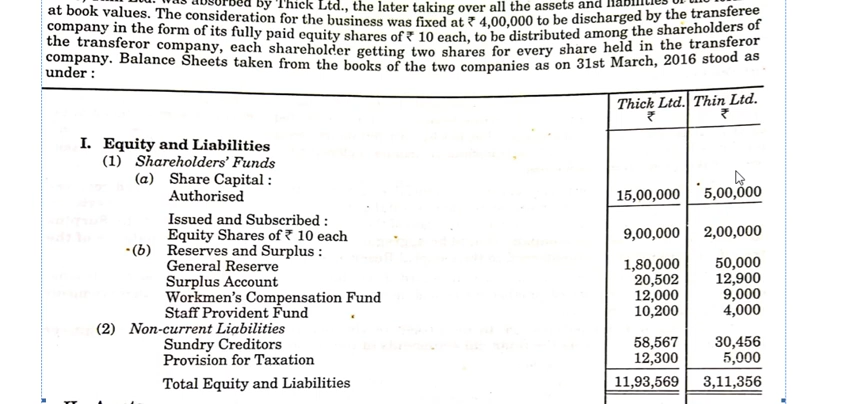 absorbed by Thick Ltd., the later taking over all the assets and liabilities
at book values. The consideration for the business was fixed at ₹ 4,00,000 to be discharged by the transferee
company in the form of its fully paid equity shares of ₹ 10 each, to be distributed among the shareholders of
the transferor company, each shareholder getting two shares for every share held in the transferor
company. Balance Sheets taken from the books of the two companies as on 31st March, 2016 stood as
under :
Thick Ltd. Thin Ltd.
₹ ₹
I. Equity and Liabilities
(1) Shareholders' Funds
(a) Share Capital :
Authorised 15,00,000 5,00,000
Issued and Subscribed :
Equity Shares of ₹ 10 each 9,00,000 2,00,000
(b) Reserves and Surplus :
General Reserve 1,80,000 50,000
Surplus Account 20,502 12,900
Workmen's Compensation Fund 12,000 9,000
Staff Provident Fund 10,200 4,000
(2) Non-current Liabilities
Sundry Creditors 58,567 30,456
Provision for Taxation 12,300 5,000
Total Equity and Liabilities 11,93,569 3,11,356